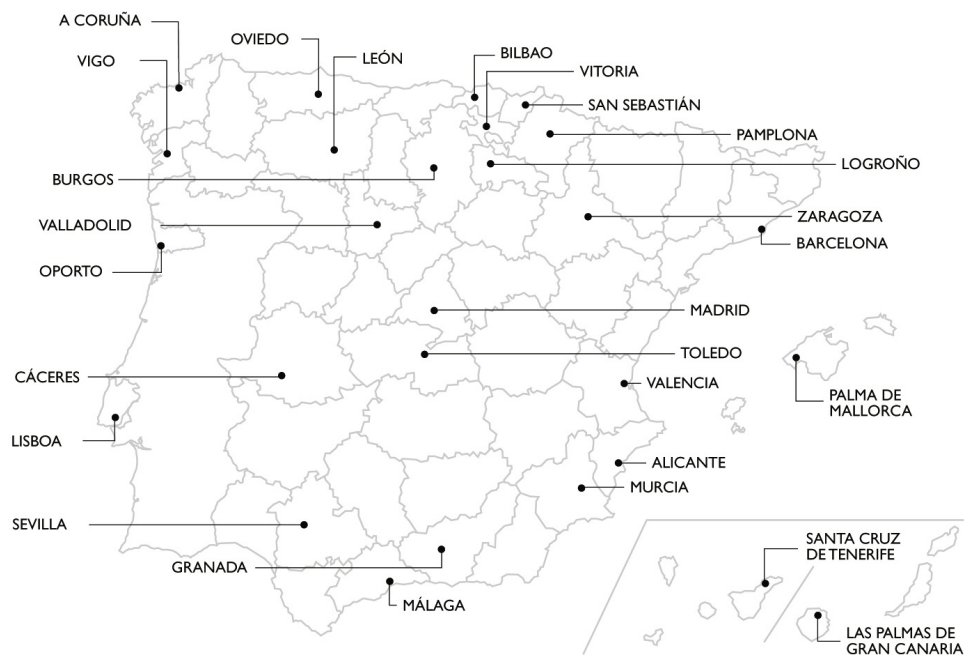 A CORUÑA
OVIEDO
BILBAO
VIGO
LEÓN
VITORIA
SAN SEBASTIÁN
PAMPLONA
LOGROÑO
BURGOS
ZARAGOZA
VALLADOLID
BARCELONA
OPORTO
MADRID
TOLEDO
CÁCERES
VALENCIA
PALMA DE
MALLORCA
LISBOA
ALICANTE
MURCIA
SEVILLA
SANTA CRUZ
DE TENERIFE
GRANADA
MÁLAGA
LAS PALMAS DE
GRAN CANARIA